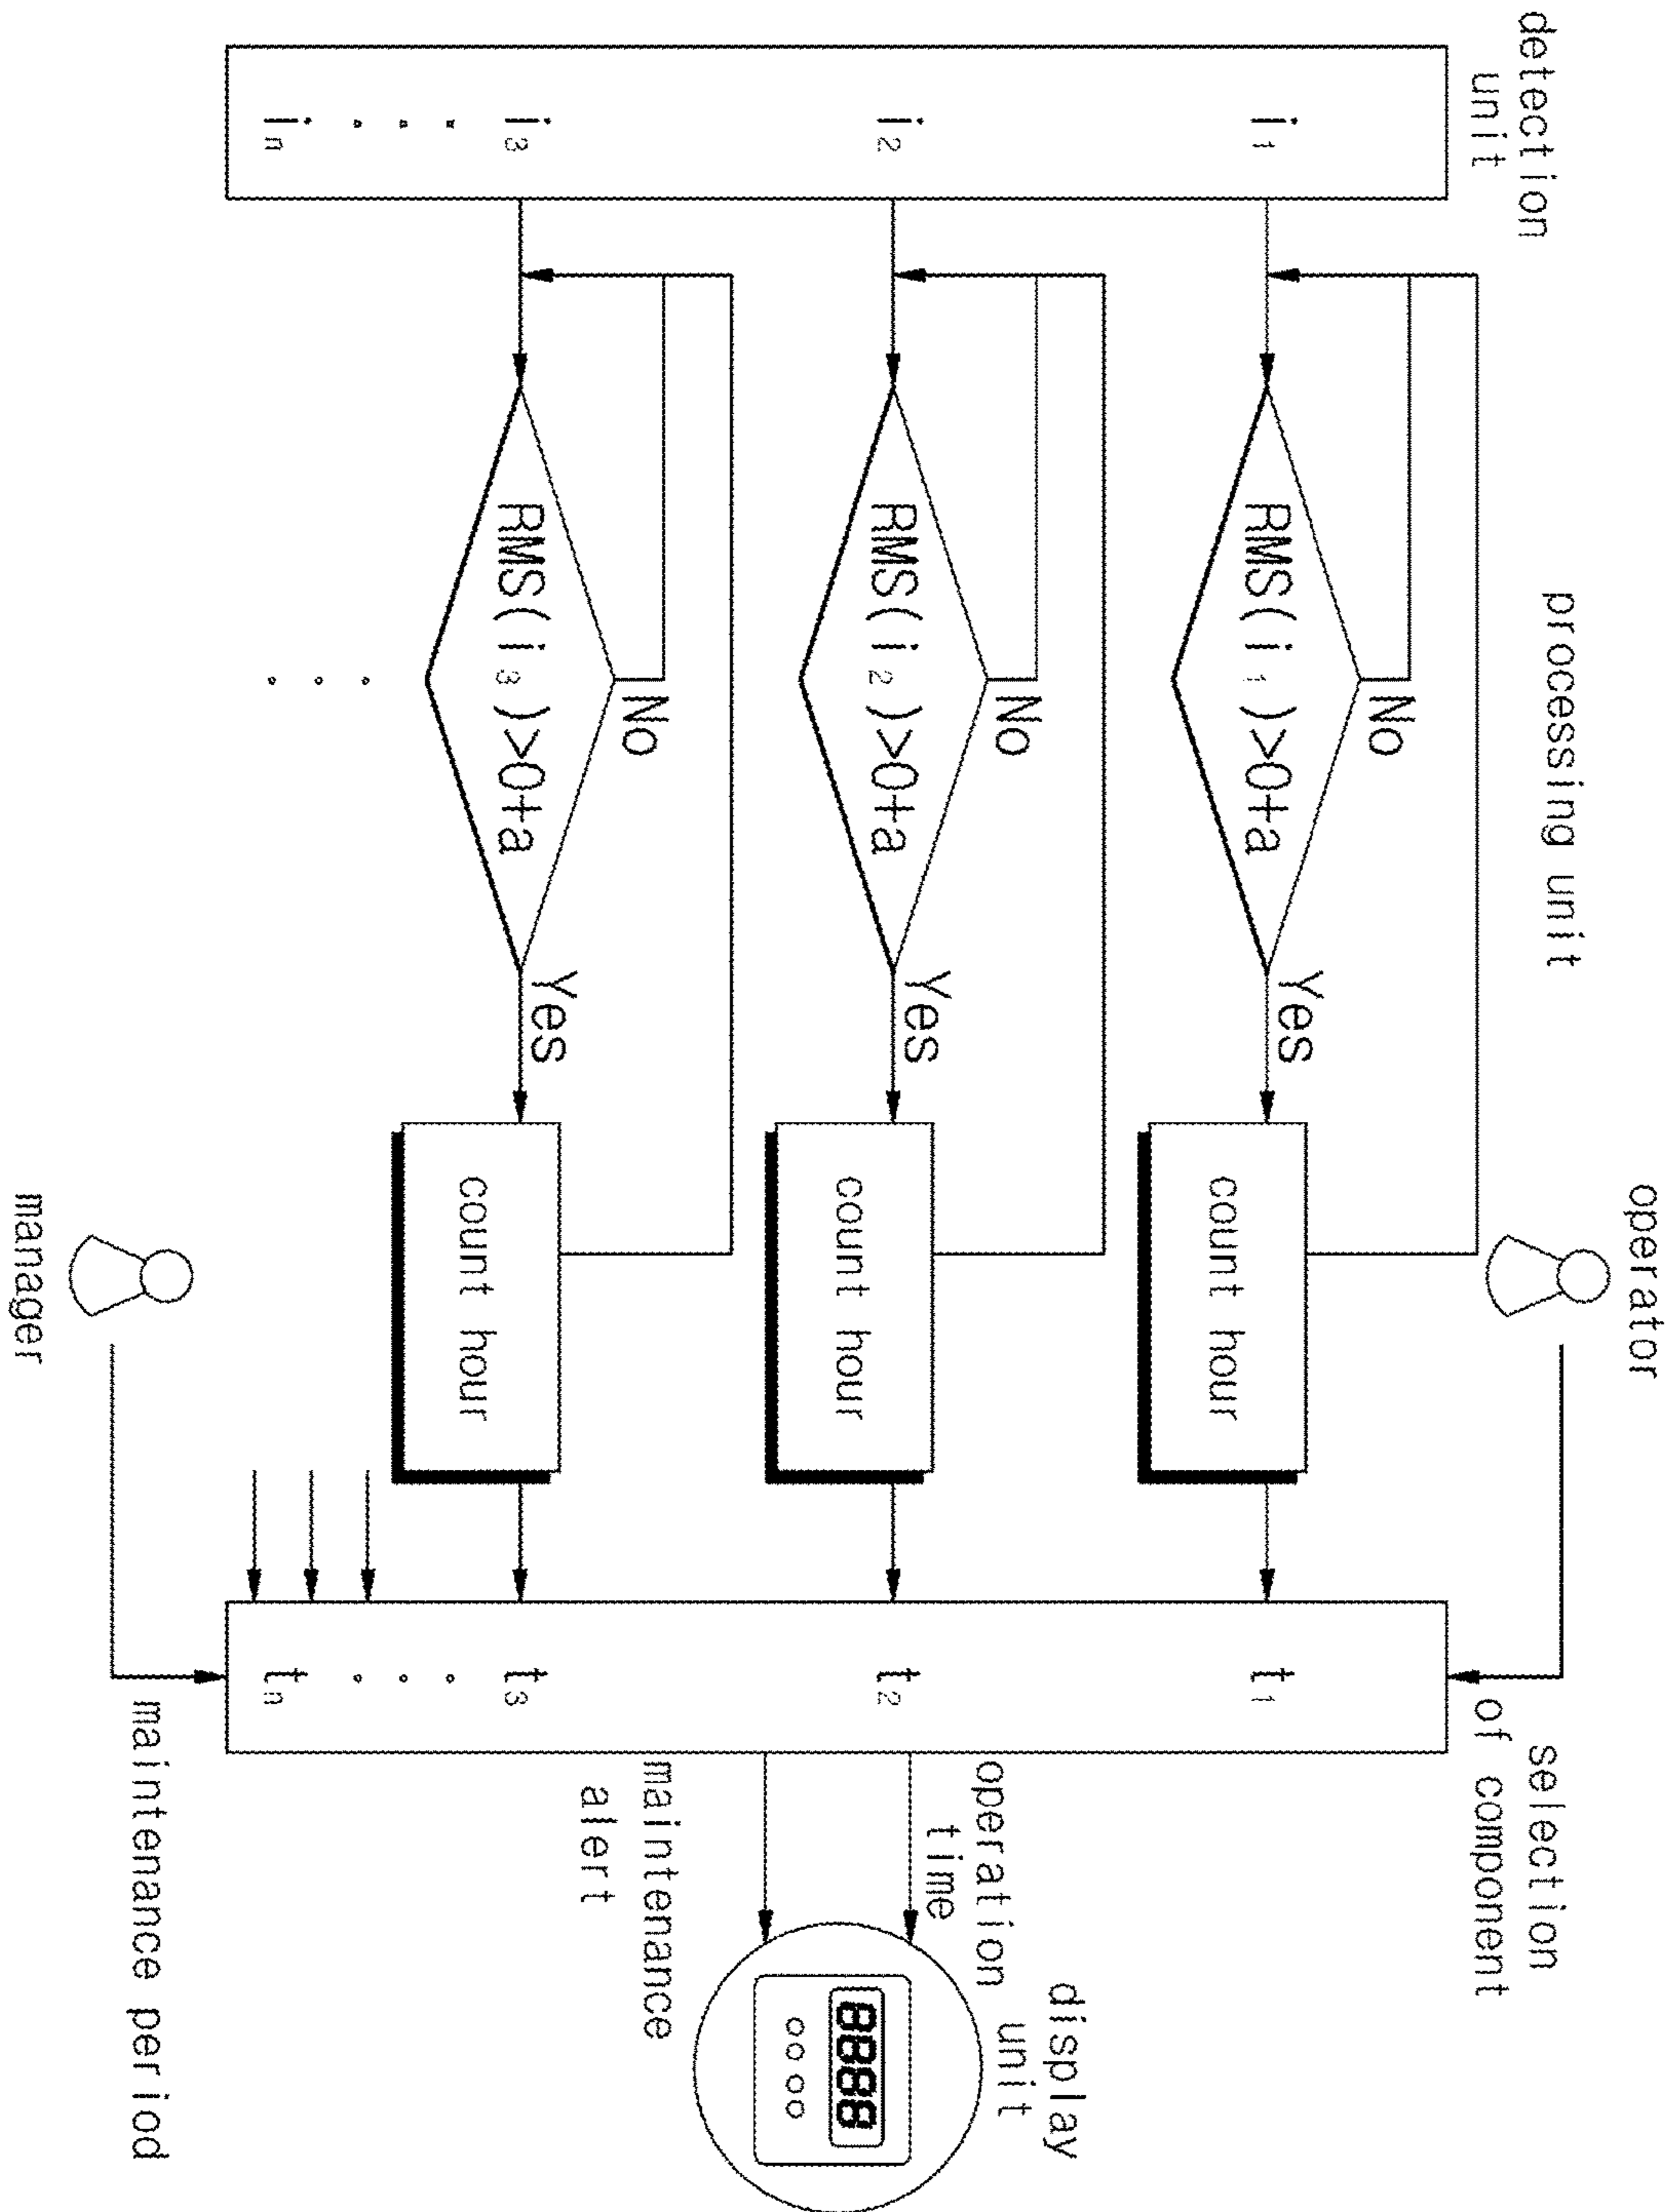 detection
unit
i1
i2
i3
. . .
in
processing unit
RMS(i1)>0+a
No
Yes
count hour
RMS(i2)>0+a
No
Yes
count hour
RMS(i3)>0+a
No
Yes
count hour
. . .
operator
manager
selection
of component
t1
t2
t3
. . .
tn
maintenance period
operation
time
maintenance
alert
display
unit
8888